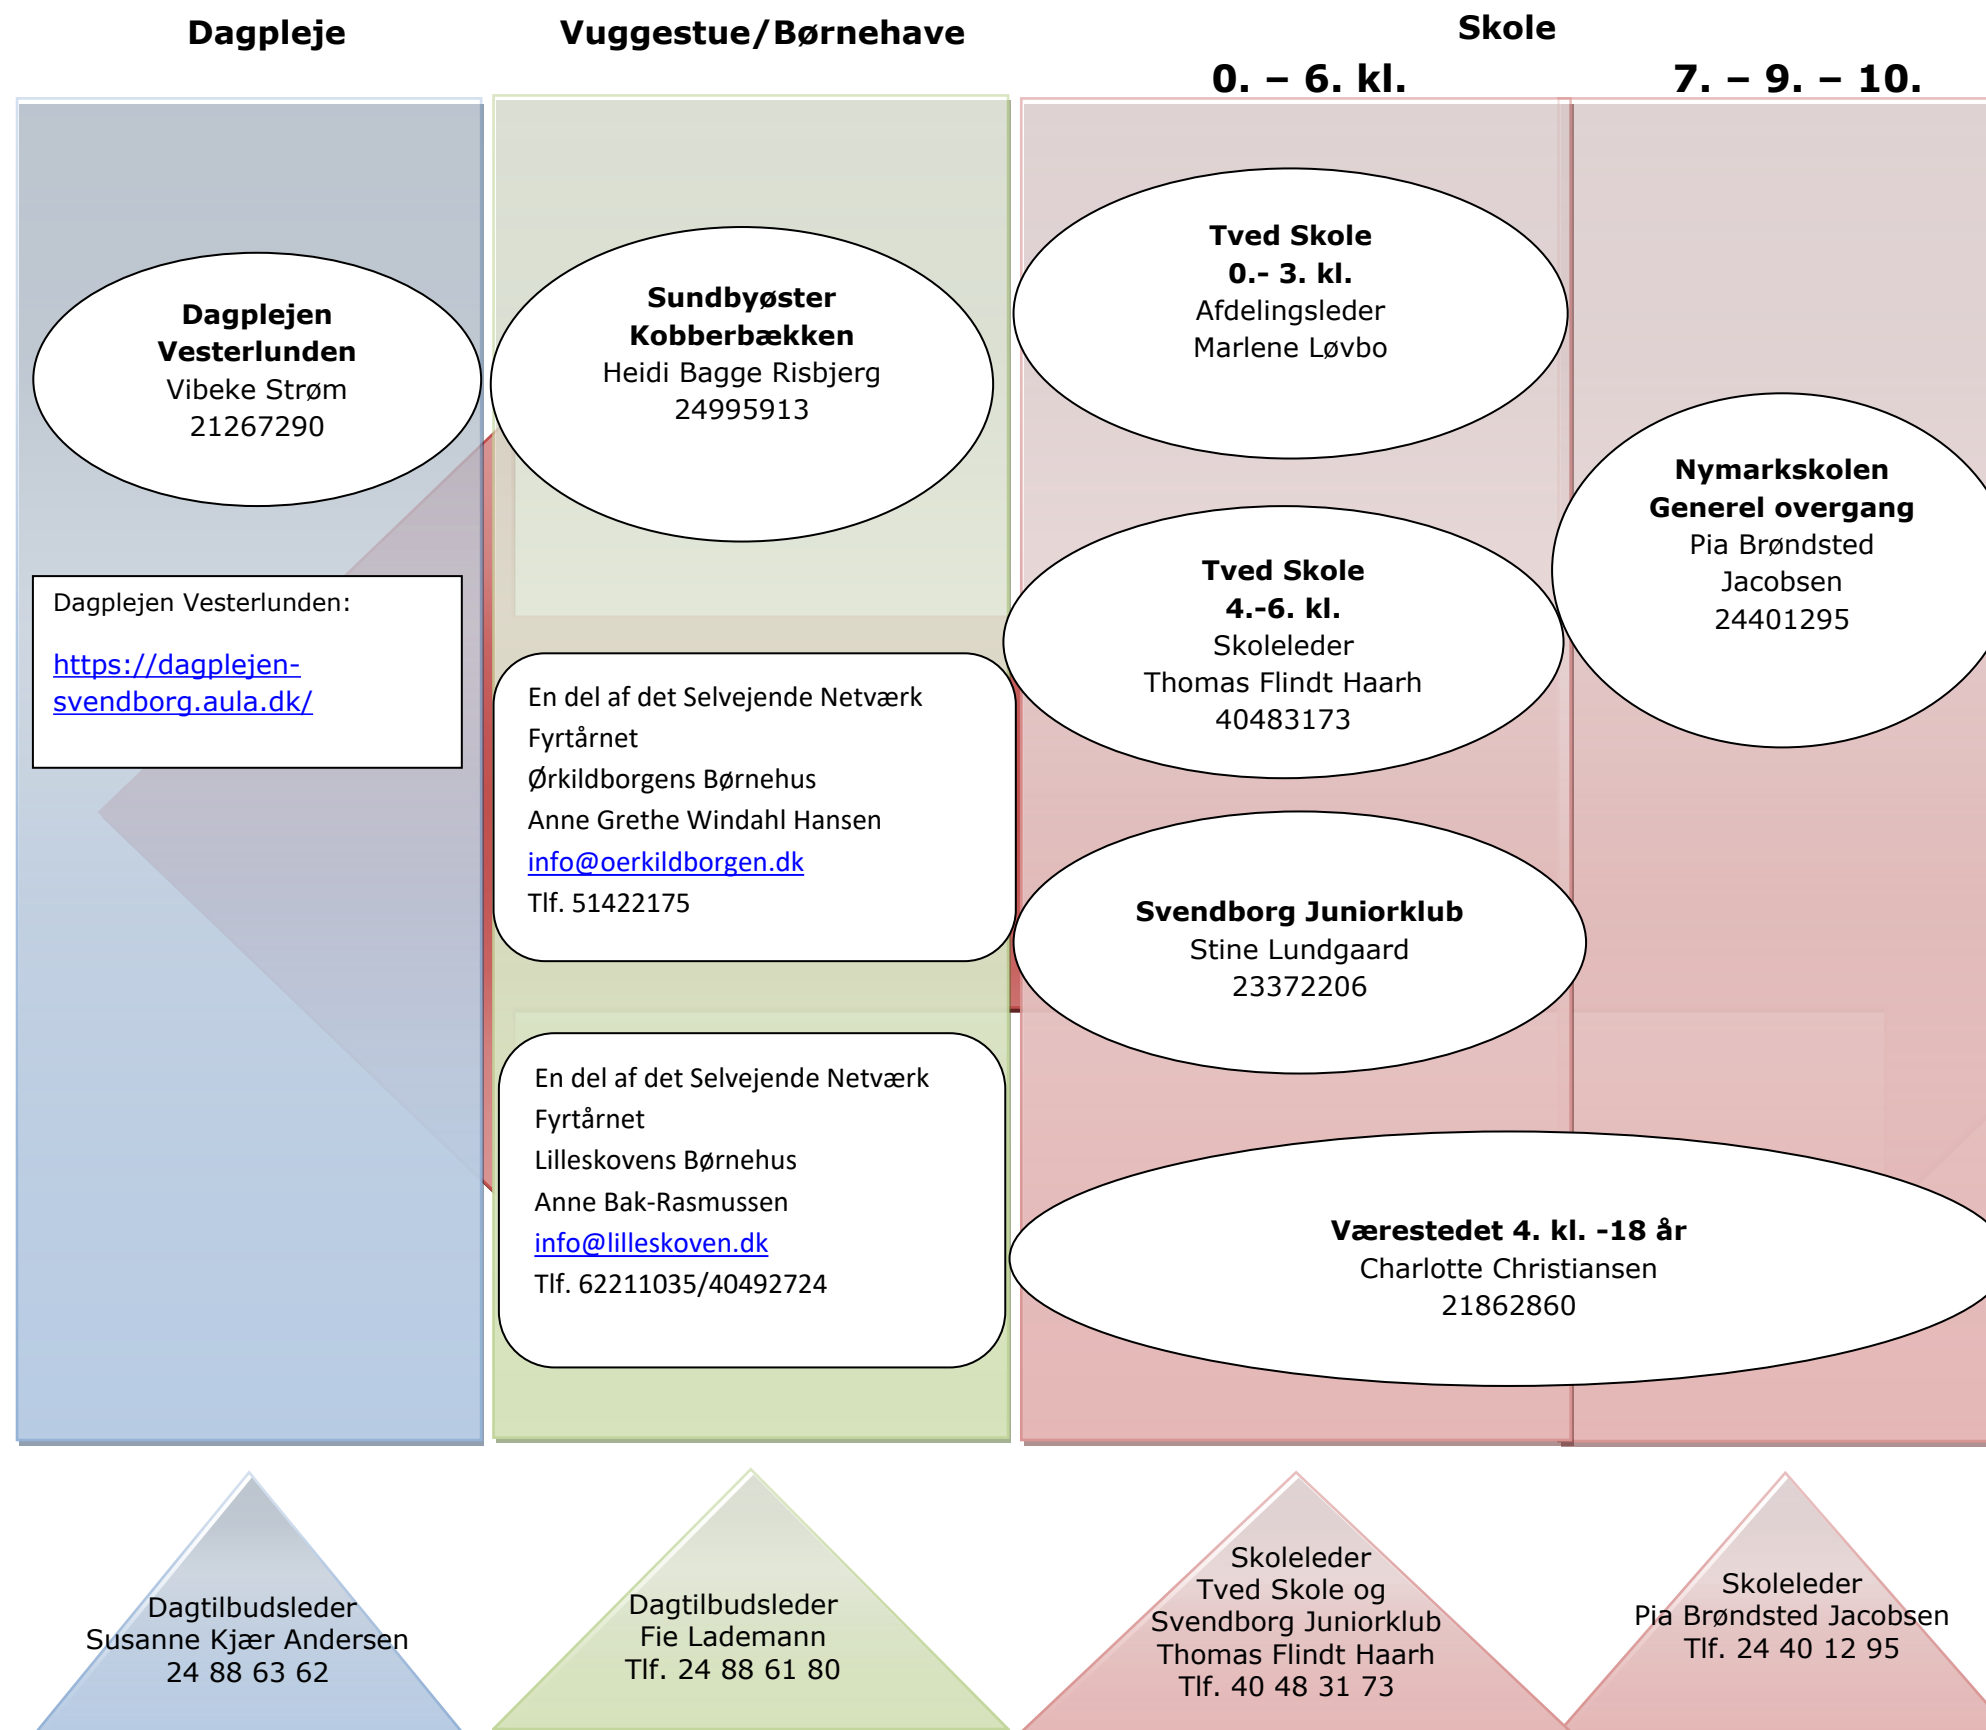 Dagpleje
Vuggestue/Børnehave
Skole
0. – 6. kl.
7. – 9. – 10.
Dagplejen
Vesterlunden
Vibeke Strøm
21267290
Dagplejen Vesterlunden:
https://dagplejen-
svendborg.aula.dk/
Sundbyøster
Kobberbækken
Heidi Bagge Risbjerg
24995913
En del af det Selvejende Netværk
Fyrtårnet
Ørkildborgens Børnehus
Anne Grethe Windahl Hansen
info@oerkildborgen.dk
Tlf. 51422175
En del af det Selvejende Netværk
Fyrtårnet
Lilleskovens Børnehus
Anne Bak-Rasmussen
info@lilleskoven.dk
Tlf. 62211035/40492724
Tved Skole
0.- 3. kl.
Afdelingsleder
Marlene Løvbo
Tved Skole
4.-6. kl.
Skoleleder
Thomas Flindt Haarh
40483173
Svendborg Juniorklub
Stine Lundgaard
23372206
Nymarkskolen
Generel overgang
Pia Brøndsted
Jacobsen
24401295
Værestedet 4. kl. -18 år
Charlotte Christiansen
21862860
Dagtilbudsleder
Susanne Kjær Andersen
24 88 63 62
Dagtilbudsleder
Fie Lademann
Tlf. 24 88 61 80
Skoleleder
Tved Skole og
Svendborg Juniorklub
Thomas Flindt Haarh
Tlf. 40 48 31 73
Skoleleder
Pia Brøndsted Jacobsen
Tlf. 24 40 12 95